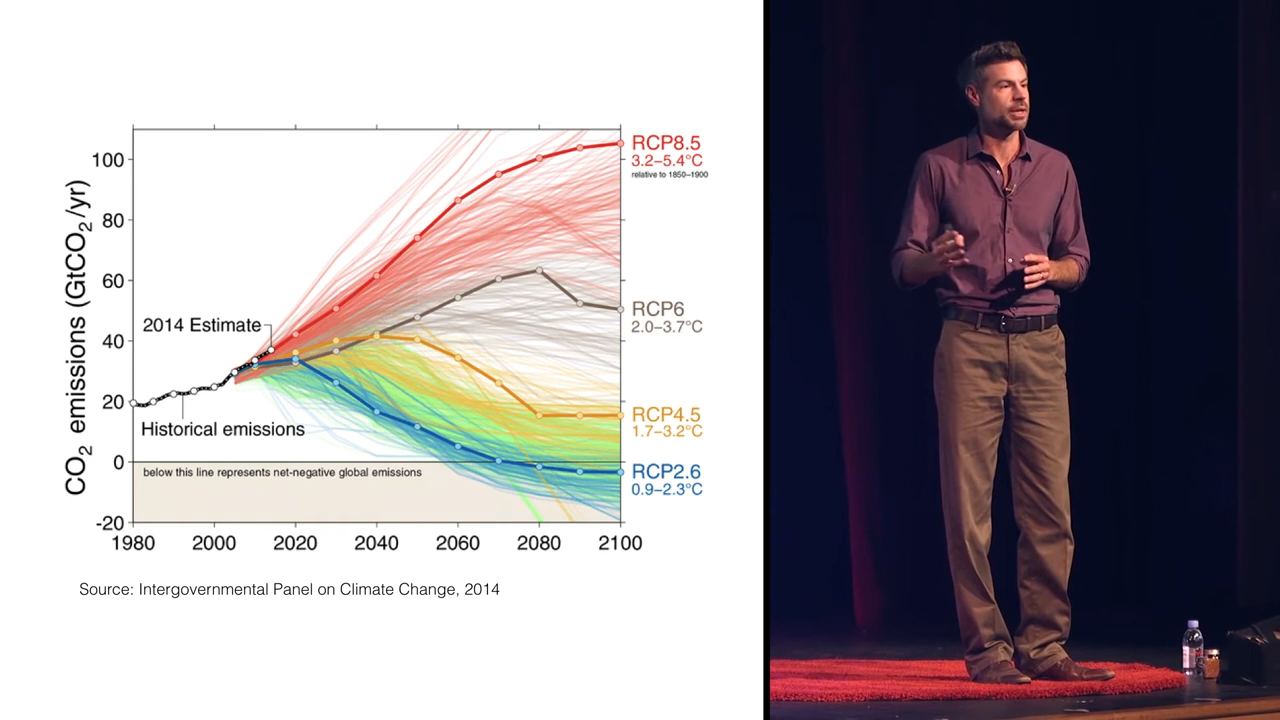 RCP8.5
3.2–5.4°C
relative to 1850–1900
RCP6
2.0–3.7°C
RCP4.5
1.7–3.2°C
RCP2.6
0.9–2.3°C
CO2 emissions (GtCO2/yr)
100
80
60
40
20
0
-20
2014 Estimate
Historical emissions
below this line represents net-negative global emissions
1980
2000
2020
2040
2060
2080
2100
Source: Intergovernmental Panel on Climate Change, 2014